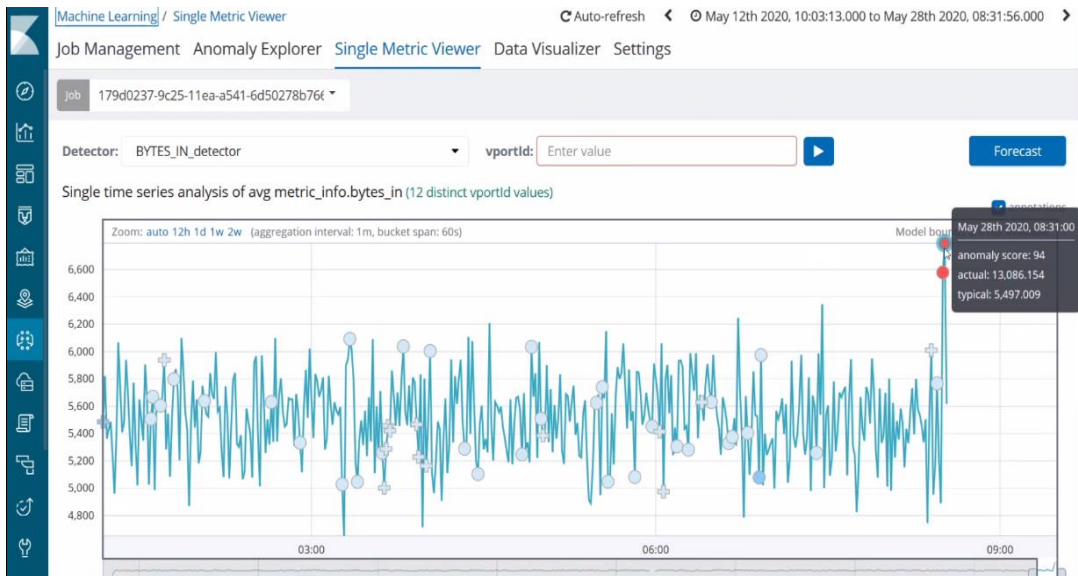 Machine Learning / Single Metric Viewer
Auto-refresh
May 12th 2020, 10:03:13.000 to May 28th 2020, 08:31:56.000
Job Management Anomaly Explorer Single Metric Viewer Data Visualizer Settings
Job 179d0237-9c25-11ea-a541-6d50278b76
Detector: BYTES_IN_detector vportId: Enter value Forecast
Single time series analysis of avg metric_info.bytes_in (12 distinct vportId values)
annotations
Zoom: auto 12h 1d 1w 2w (aggregation interval: 1m, bucket span: 60s) Model
May 28th 2020, 08:31:00
anomaly score: 94
actual: 13,086.154
typical: 5,497.009
6,600
6,400
6,200
6,000
5,800
5,600
5,400
5,200
5,000
4,800
03:00 06:00 09:00